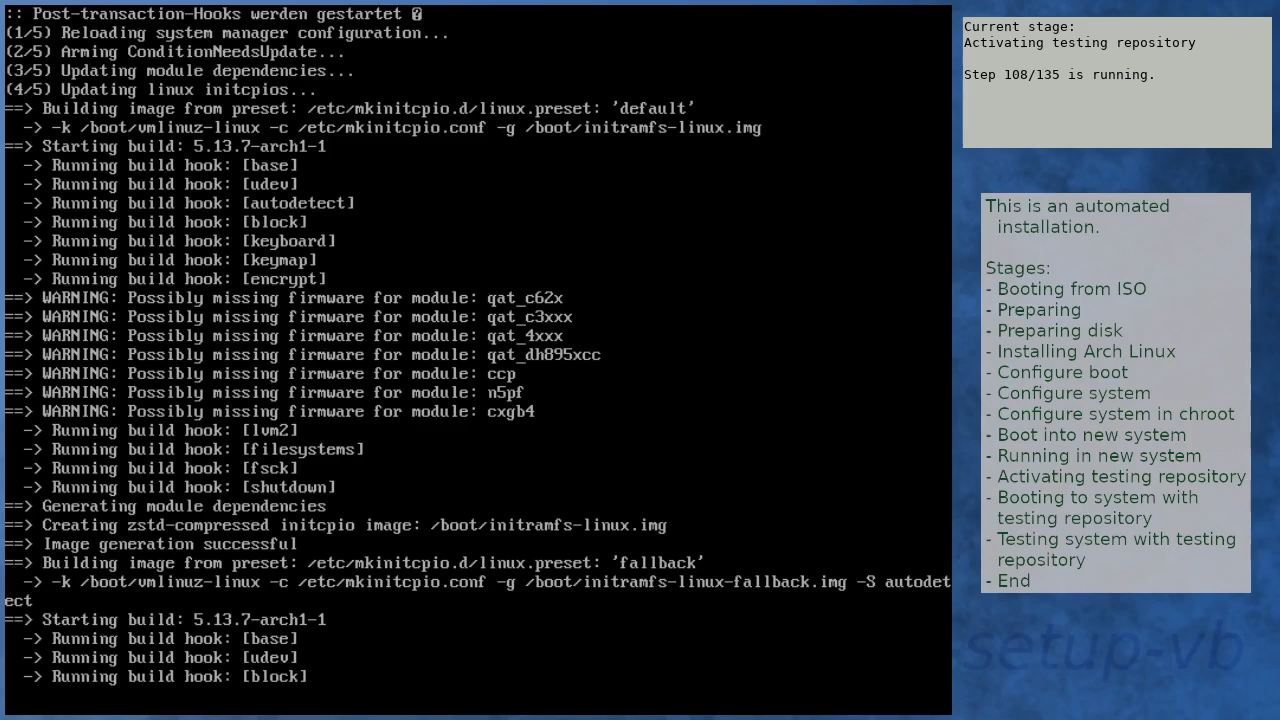 :: Post-transaction-Hooks werden gestartet �
(1/5) Reloading system manager configuration...
(2/5) Arming ConditionNeedsUpdate...
(3/5) Updating module dependencies...
(4/5) Updating linux initcpios...
==> Building image from preset: /etc/mkinitcpio.d/linux.preset: 'default'
  -> -k /boot/vmlinuz-linux -c /etc/mkinitcpio.conf -g /boot/initramfs-linux.img
==> Starting build: 5.13.7-arch1-1
  -> Running build hook: [base]
  -> Running build hook: [udev]
  -> Running build hook: [autodetect]
  -> Running build hook: [block]
  -> Running build hook: [keyboard]
  -> Running build hook: [keymap]
  -> Running build hook: [encrypt]
==> WARNING: Possibly missing firmware for module: qat_c62x
==> WARNING: Possibly missing firmware for module: qat_c3xxx
==> WARNING: Possibly missing firmware for module: qat_4xxx
==> WARNING: Possibly missing firmware for module: qat_dh895xcc
==> WARNING: Possibly missing firmware for module: ccp
==> WARNING: Possibly missing firmware for module: n5pf
==> WARNING: Possibly missing firmware for module: cxgb4
  -> Running build hook: [lvm2]
  -> Running build hook: [filesystems]
  -> Running build hook: [fsck]
  -> Running build hook: [shutdown]
==> Generating module dependencies
==> Creating zstd-compressed initcpio image: /boot/initramfs-linux.img
==> Image generation successful
==> Building image from preset: /etc/mkinitcpio.d/linux.preset: 'fallback'
  -> -k /boot/vmlinuz-linux -c /etc/mkinitcpio.conf -g /boot/initramfs-linux-fallback.img -S autodet
ect
==> Starting build: 5.13.7-arch1-1
  -> Running build hook: [base]
  -> Running build hook: [udev]
  -> Running build hook: [block]
Current stage:
Activating testing repository
Step 108/135 is running.
This is an automated
installation.
Stages:
- Booting from ISO
- Preparing
- Preparing disk
- Installing Arch Linux
- Configure boot
- Configure system
- Configure system in chroot
- Boot into new system
- Running in new system
- Activating testing repository
- Booting to system with
testing repository
- Testing system with testing
repository
- End
setup-vb